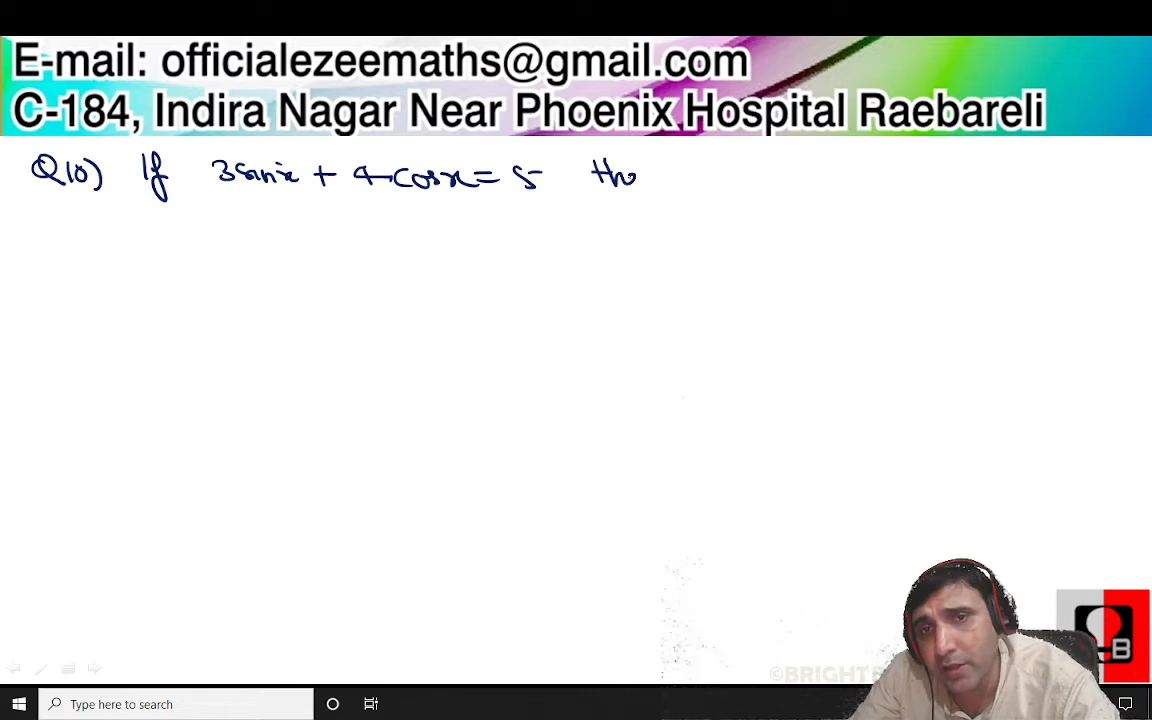 E-mail: officialezeemaths@gmail.com
C-184, Indira Nagar Near Phoenix Hospital Raebareli
Q10) If 3sinx + 4cosx = 5 the
©BRIGHT
B
Type here to search